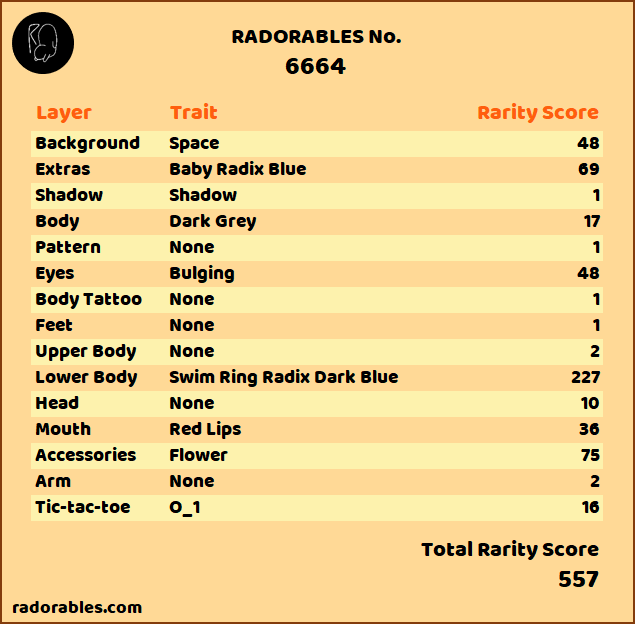 RADORABLES No.
6664
Layer Trait Rarity Score
Background Space 48
Extras Baby Radix Blue 69
Shadow Shadow 1
Body Dark Grey 17
Pattern None 1
Eyes Bulging 48
Body Tattoo None 1
Feet None 1
Upper Body None 2
Lower Body Swim Ring Radix Dark Blue 227
Head None 10
Mouth Red Lips 36
Accessories Flower 75
Arm None 2
Tic-tac-toe O_1 16
Total Rarity Score
557
radorables.com